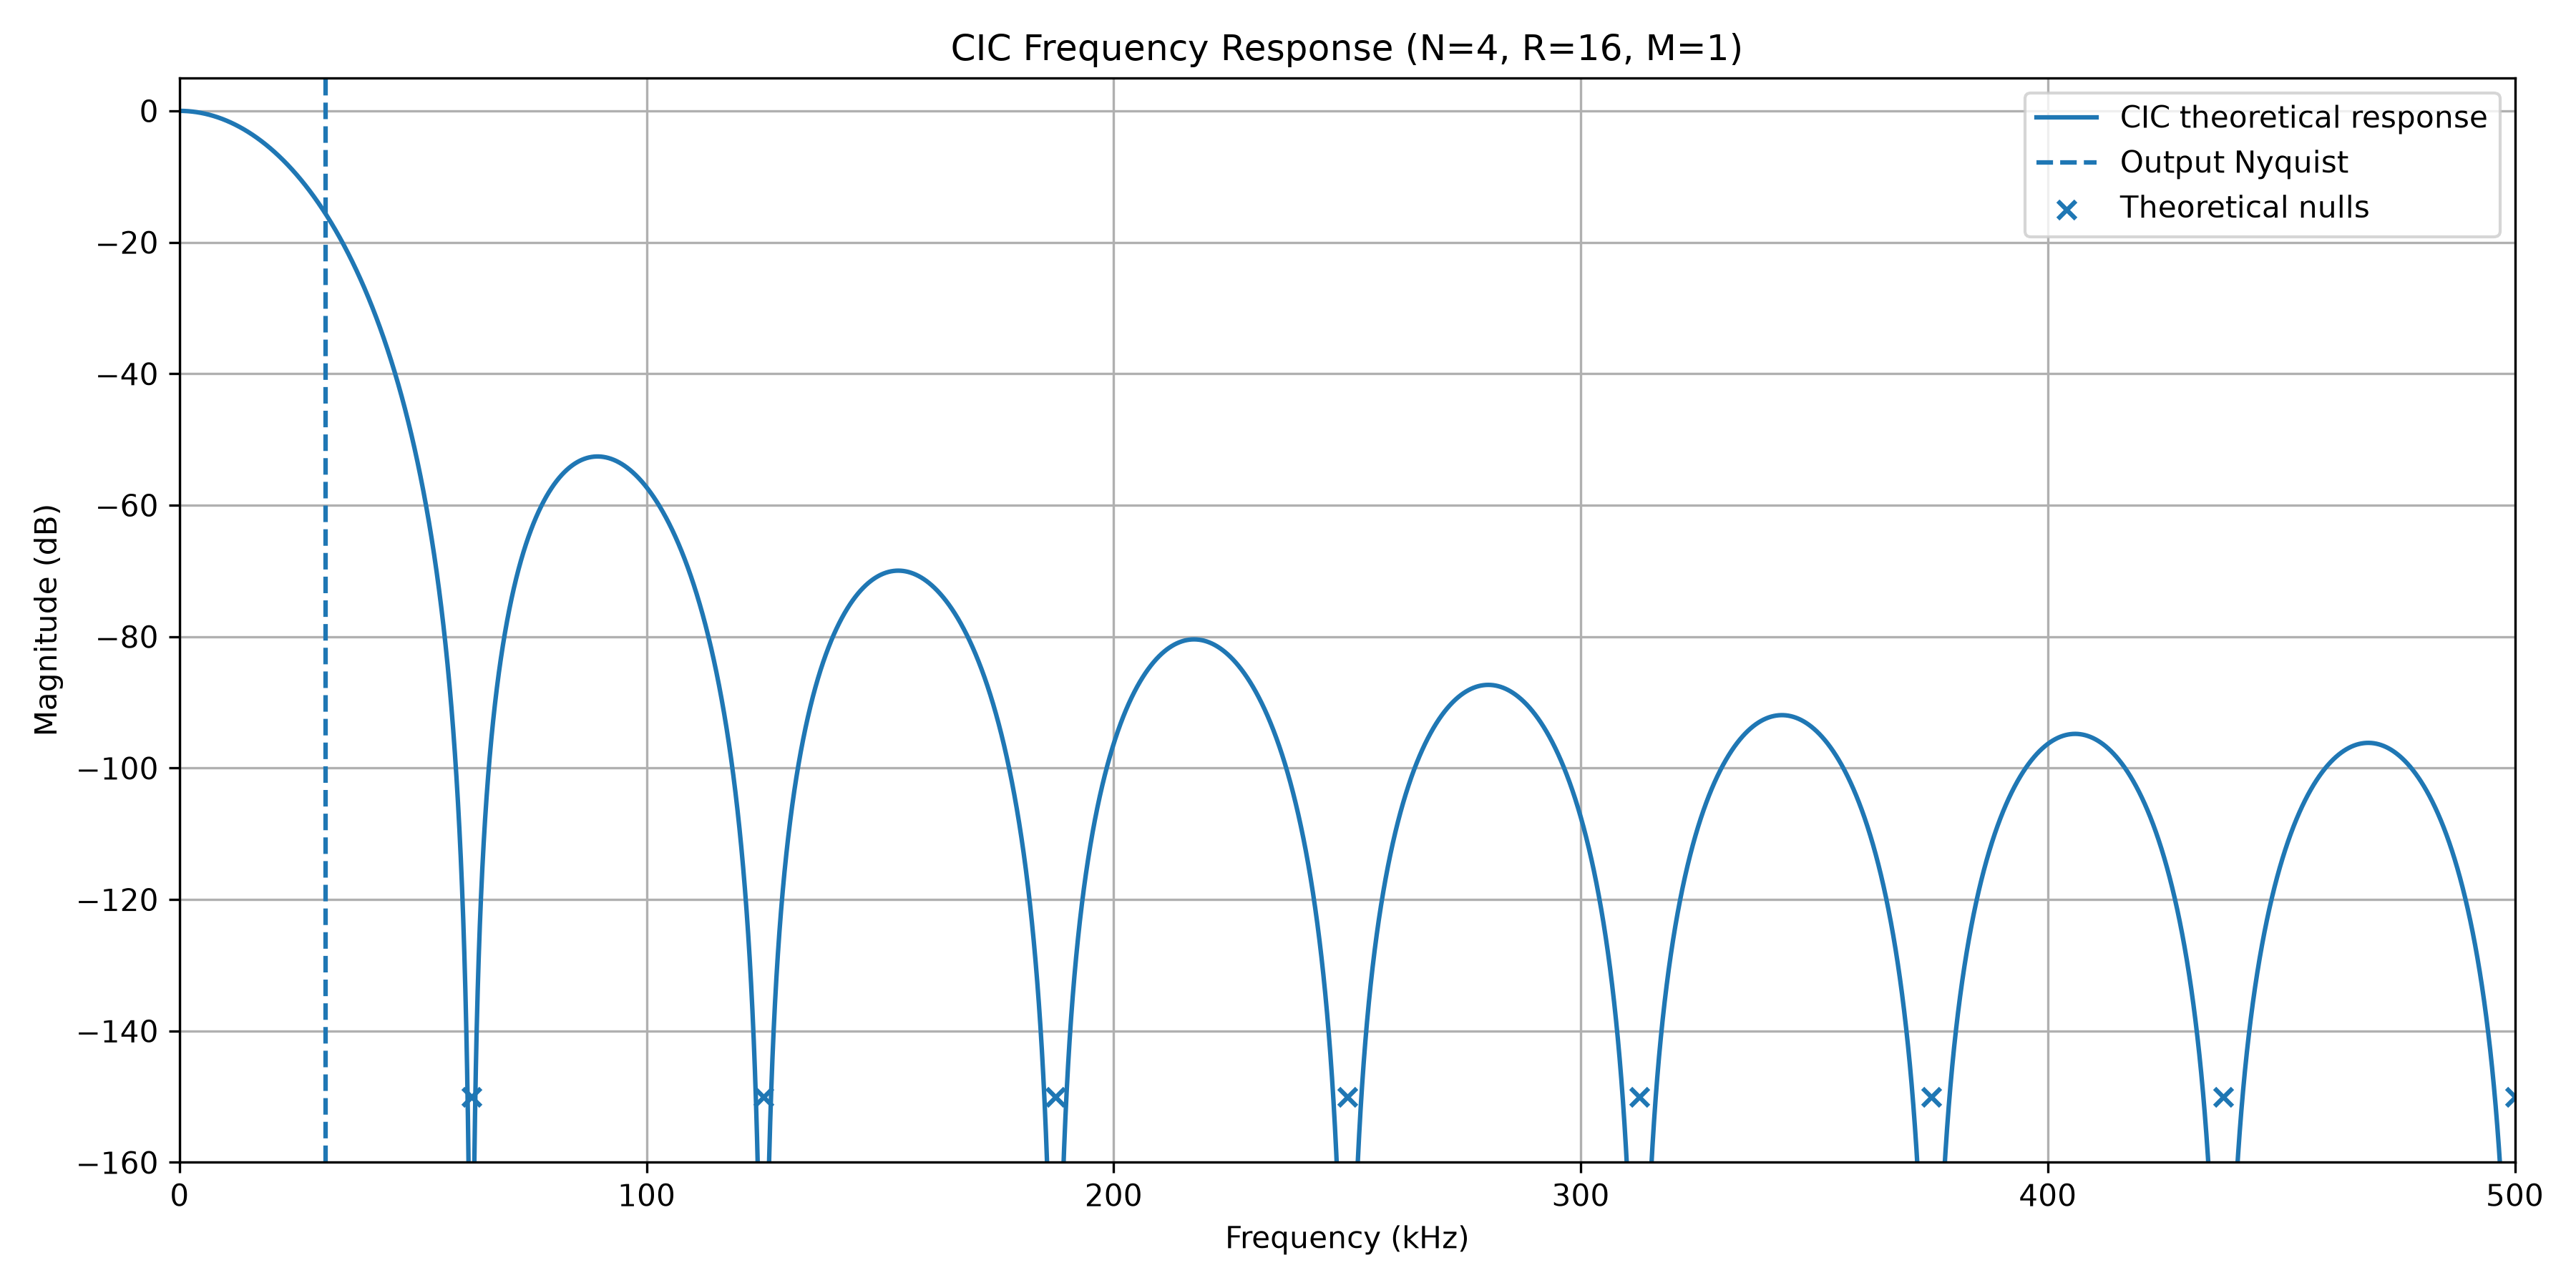 CIC Frequency Response (N=4, R=16, M=1)
CIC theoretical response
Output Nyquist
Theoretical nulls
Magnitude (dB)
0
−20
−40
−60
−80
−100
−120
−140
−160
0 100 200 300 400 500
Frequency (kHz)